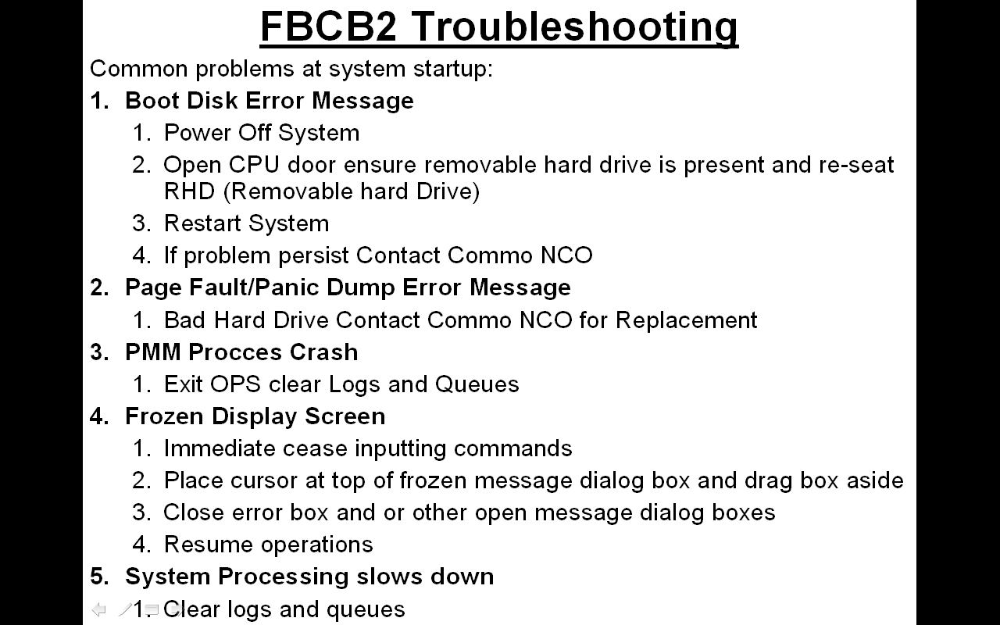 FBCB2 Troubleshooting
Common problems at system startup:
1. Boot Disk Error Message
1. Power Off System
2. Open CPU door ensure removable hard drive is present and re-seat
RHD (Removable hard Drive)
3. Restart System
4. If problem persist Contact Commo NCO
2. Page Fault/Panic Dump Error Message
1. Bad Hard Drive Contact Commo NCO for Replacement
3. PMM Procces Crash
1. Exit OPS clear Logs and Queues
4. Frozen Display Screen
1. Immediate cease inputting commands
2. Place cursor at top of frozen message dialog box and drag box aside
3. Close error box and or other open message dialog boxes
4. Resume operations
5. System Processing slows down
1. Clear logs and queues